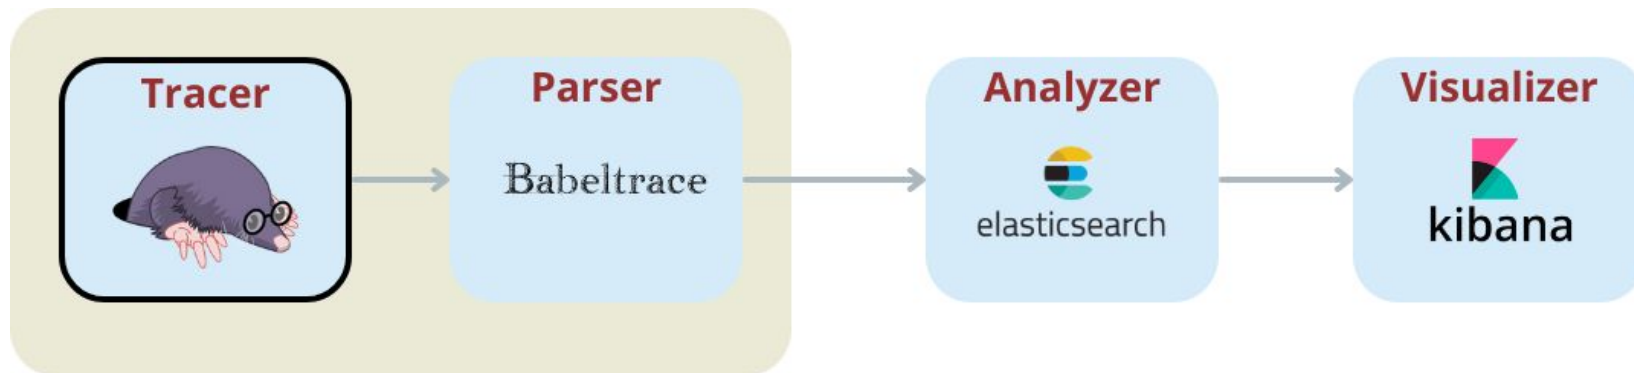 Tracer
Parser
Babeltrace
Analyzer
elasticsearch
Visualizer
kibana